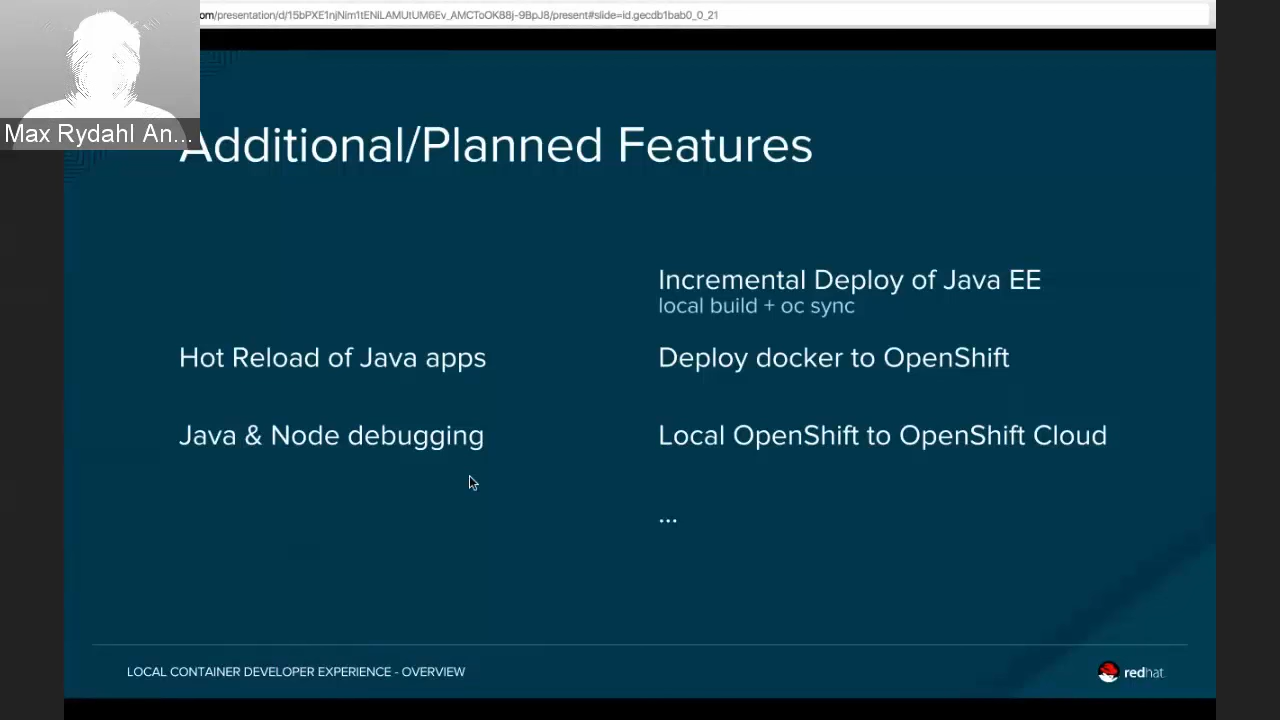 om/presentation/d/15bPXE1njNim1tENiLAMUtUM6Ev_AMCToOK88j-9BpJ8/present#slide=id.gecdb1bab0_0_21
Max Rydahl An...
Additional/Planned Features
Incremental Deploy of Java EE
local build + oc sync
Hot Reload of Java apps
Deploy docker to OpenShift
Java & Node debugging
Local OpenShift to OpenShift Cloud
...
LOCAL CONTAINER DEVELOPER EXPERIENCE - OVERVIEW
redhat.